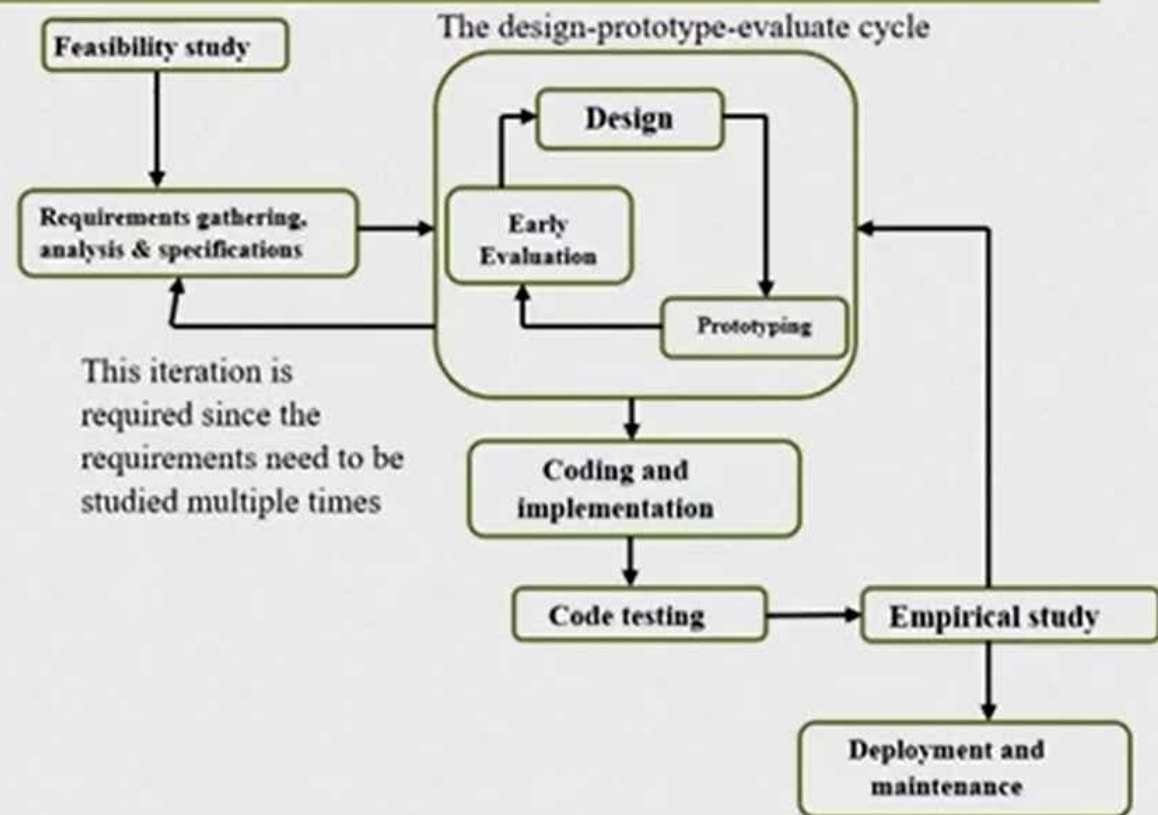 The design-prototype-evaluate cycle
Feasibility study
Design
Requirements gathering,
analysis & specifications
Early
Evaluation
Prototyping
This iteration is
required since the
requirements need to be
studied multiple times
Coding and
implementation
Code testing
Empirical study
Deployment and
maintenance